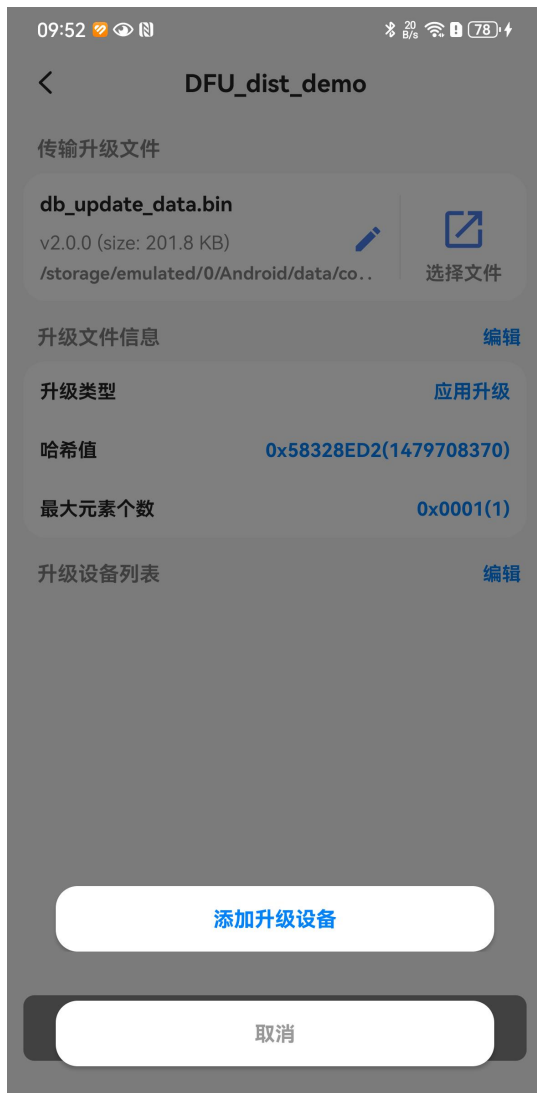 09:52
20
B/s
78
DFU_dist_demo
传输升级文件
db_update_data.bin
v2.0.0 (size: 201.8 KB)
/storage/emulated/0/Android/data/co..
选择文件
升级文件信息 编辑
升级类型 应用升级
哈希值 0x58328ED2(1479708370)
最大元素个数 0x0001(1)
升级设备列表 编辑
添加升级设备
取消